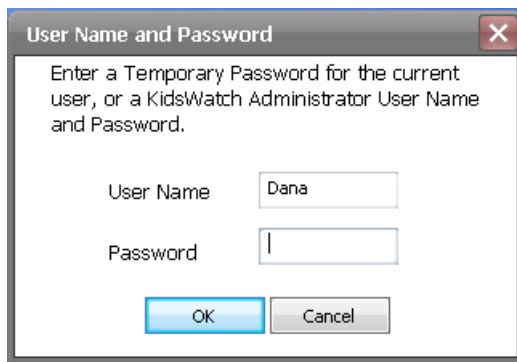 User Name and Password
Enter a Temporary Password for the current
user, or a KidsWatch Administrator User Name
and Password.
User Name
Dana
Password
OK
Cancel